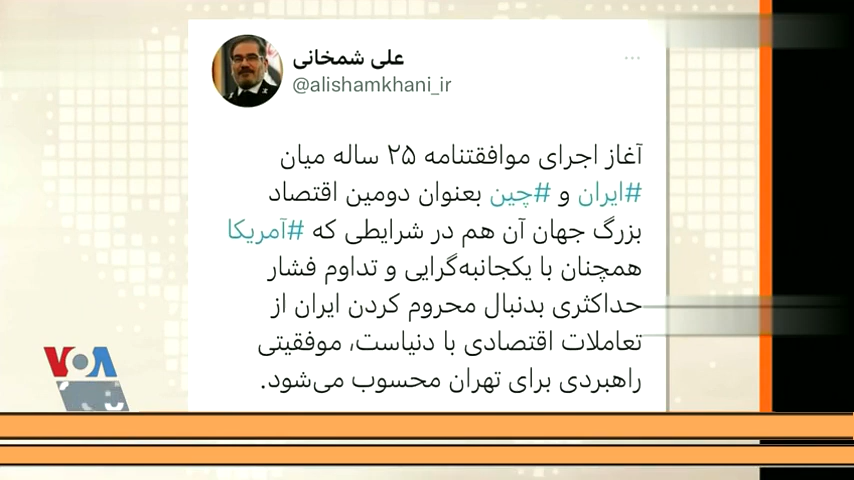 علی شمخانی
@alishamkhani_ir
آغاز اجرای موافقتنامه ۲۵ ساله میان
#ایران و #چین بعنوان دومین اقتصاد
بزرگ جهان آن هم در شرایطی که #آمریکا
همچنان با یکجانبه‌گرایی و تداوم فشار
حداکثری بدنبال محروم کردن ایران از
تعاملات اقتصادی با دنیاست، موفقیتی
راهبردی برای تهران محسوب می‌شود.
VOA